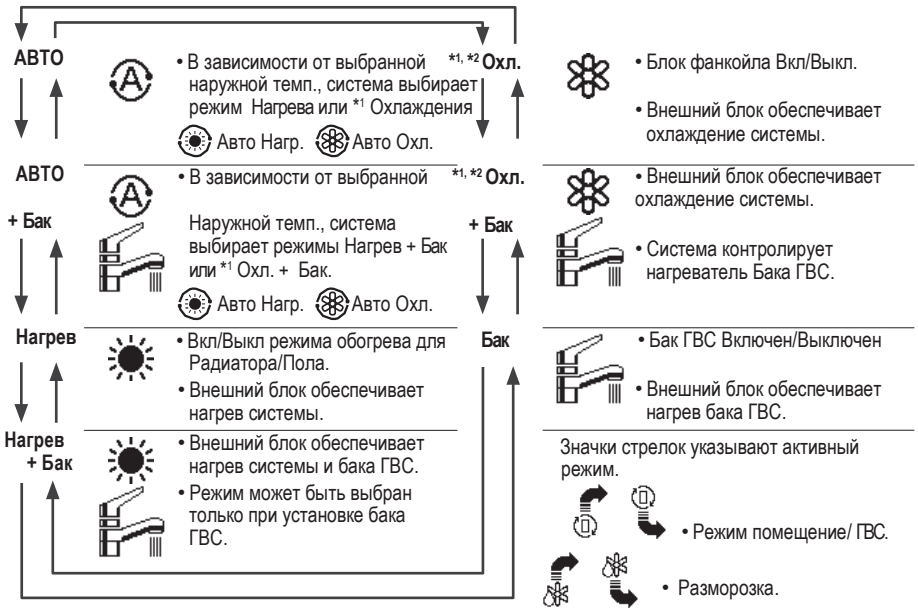 АВТО
• В зависимости от выбранной
наружной темп., система выбирает
режим Нагрева или *1 Охлаждения
Авто Нагр. Авто Охл.
*1, *2 Охл.
• Блок фанкойла Вкл/Выкл.
• Внешний блок обеспечивает
охлаждение системы.
АВТО
+ Бак
• В зависимости от выбранной
Наружной темп., система
выбирает режимы Нагрев + Бак
или *1 Охл. + Бак.
Авто Нагр. Авто Охл.
*1, *2 Охл.
+ Бак
• Внешний блок обеспечивает
охлаждение системы.
• Система контролирует
нагреватель Бака ГВС.
Нагрев
• Вкл/Выкл режима обогрева для
Радиатора/Пола.
• Внешний блок обеспечивает
нагрев системы.
Бак
• Бак ГВС Включен/Выключен
• Внешний блок обеспечивает
нагрев бака ГВС.
Нагрев
+ Бак
• Внешний блок обеспечивает
нагрев системы и бака ГВС.
• Режим может быть выбран
только при установке бака
ГВС.
Значки стрелок указывают активный
режим.
• Режим помещение/ ГВС.
• Разморозка.